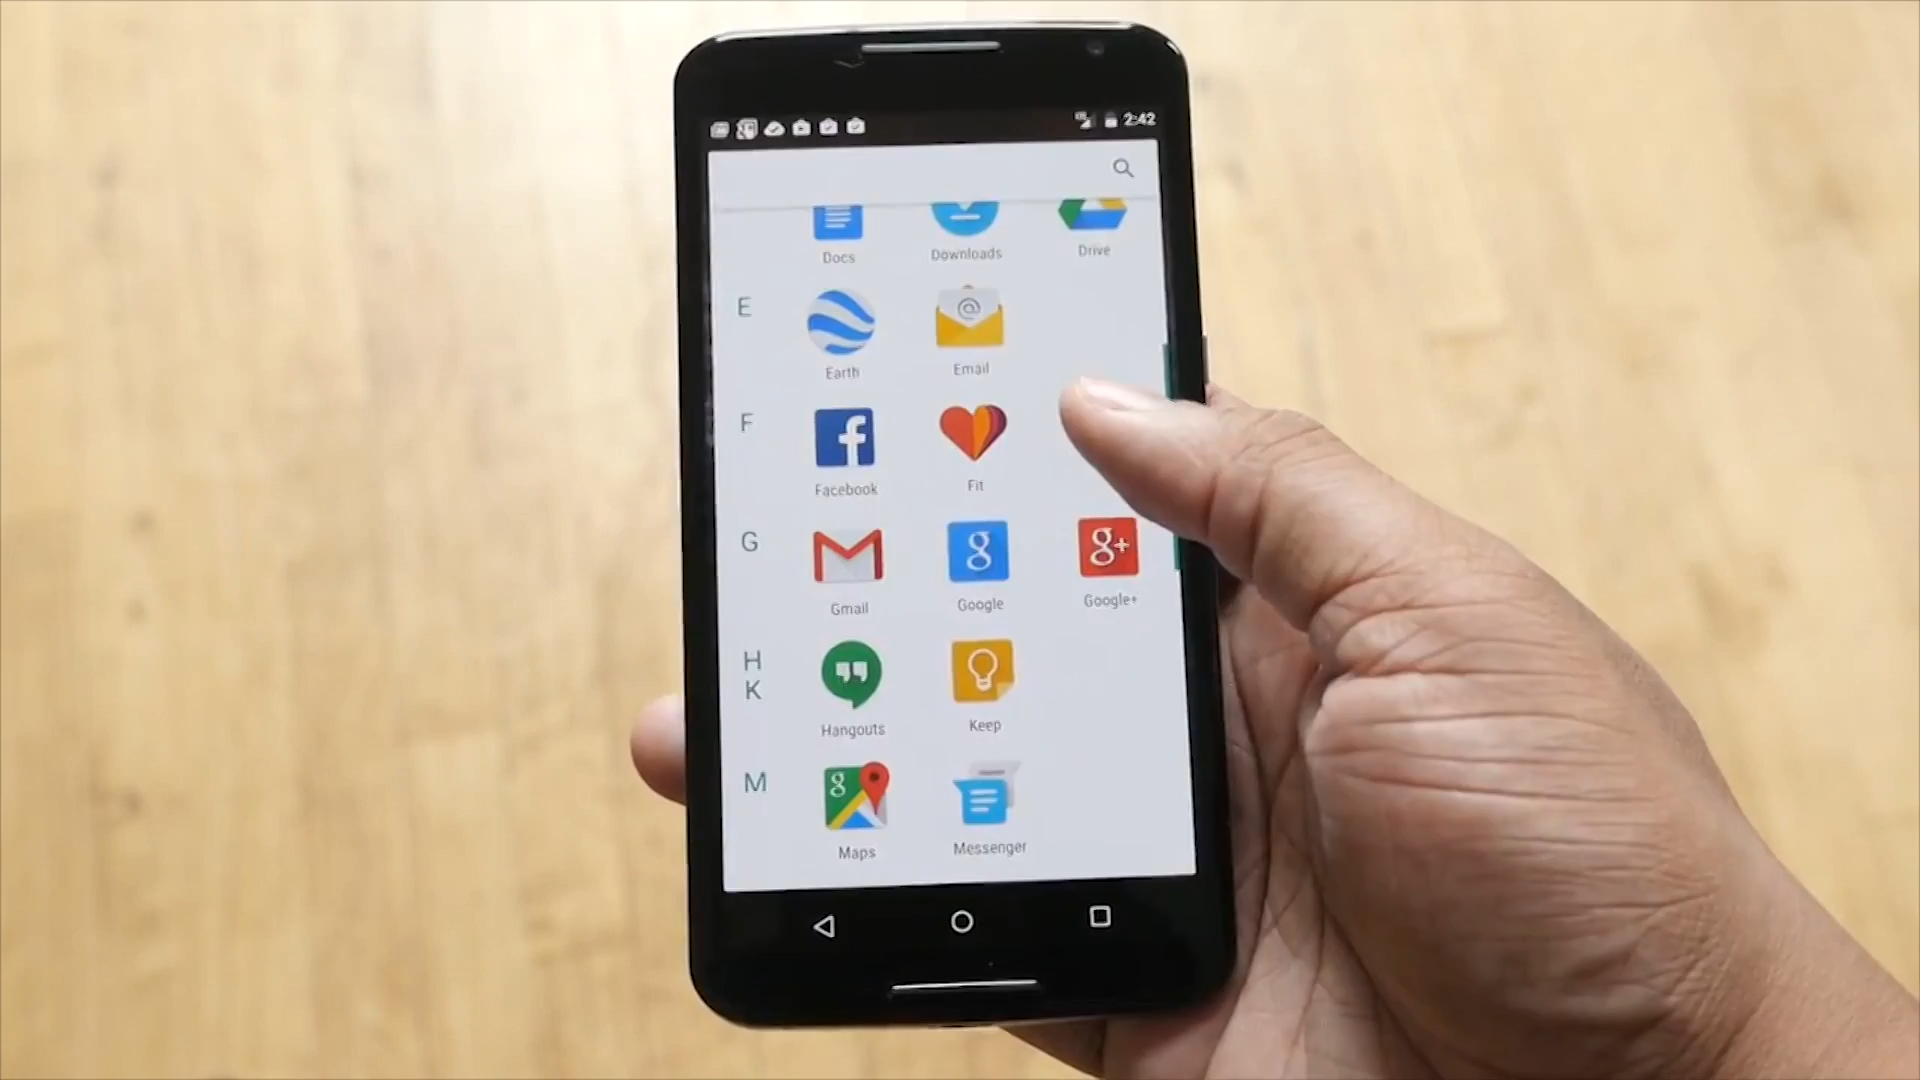 2:42
Docs Downloads Drive
E
Earth Email
F
Facebook Fit
G
g g+
Gmail Google Google+
H
K
Hangouts Keep
M
g
Maps Messenger